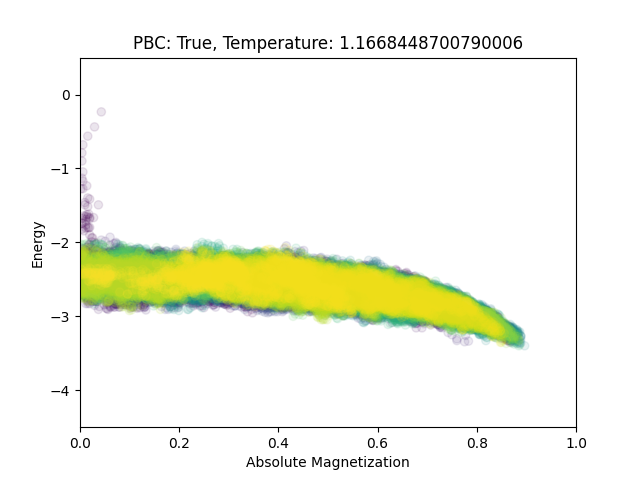 PBC: True, Temperature: 1.1668448700790006
0
−1
−2
−3
−4
Energy
0.0 0.2 0.4 0.6 0.8 1.0
Absolute Magnetization